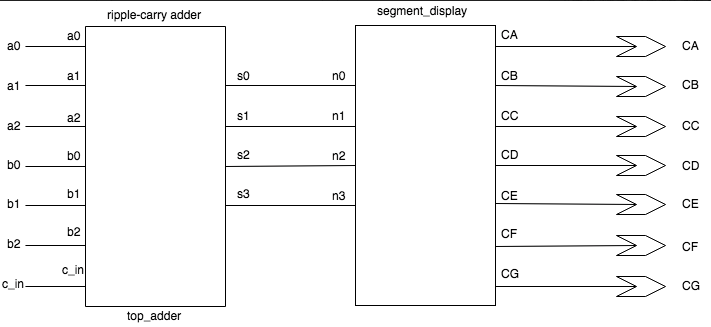 ripple-carry adder
segment_display
a0 a0
a1 a1
a2 a2
b0 b0
b1 b1
b2 b2
c_in c_in
s0 n0
s1 n1
s2 n2
s3 n3
CA CA
CB CB
CC CC
CD CD
CE CE
CF CF
CG CG
top_adder